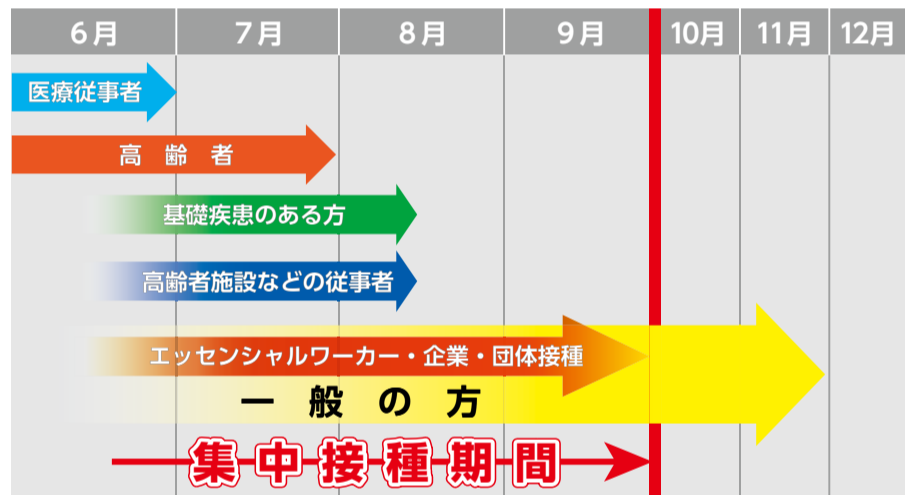 6月 7月 8月 9月 10月 11月 12月
医療従事者
高齢者
基礎疾患のある方
高齢者施設などの従事者
エッセンシャルワーカー・企業・団体接種
一般の方
集中接種期間